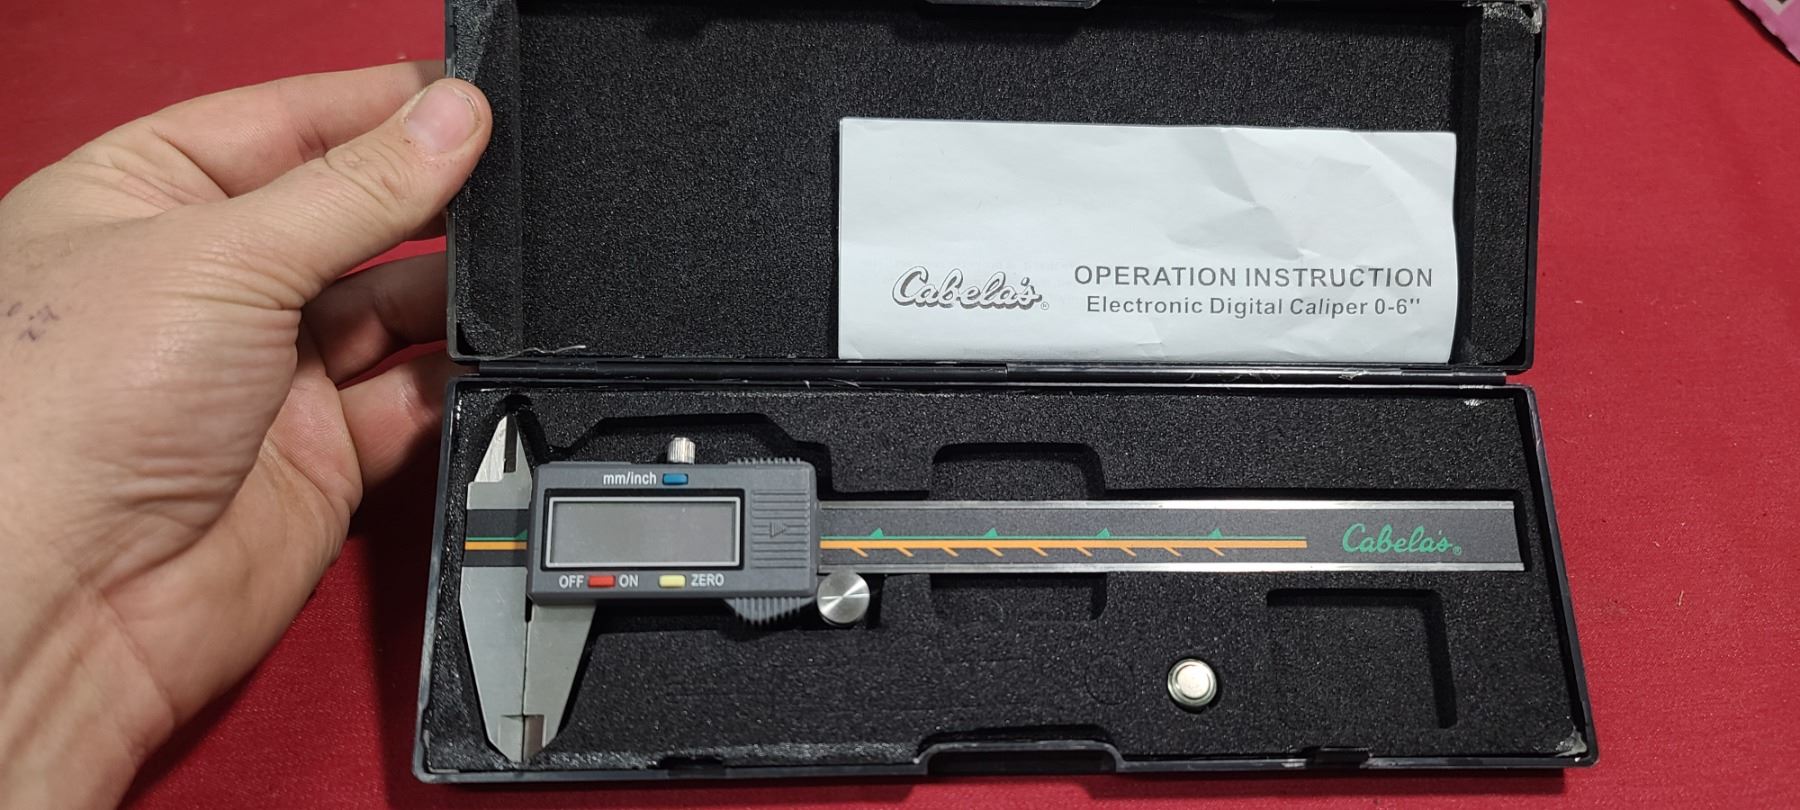 Cabela's®
OPERATION INSTRUCTION
Electronic Digital Caliper 0-6"
mm/inch
OFF ON ZERO
Cabela's®